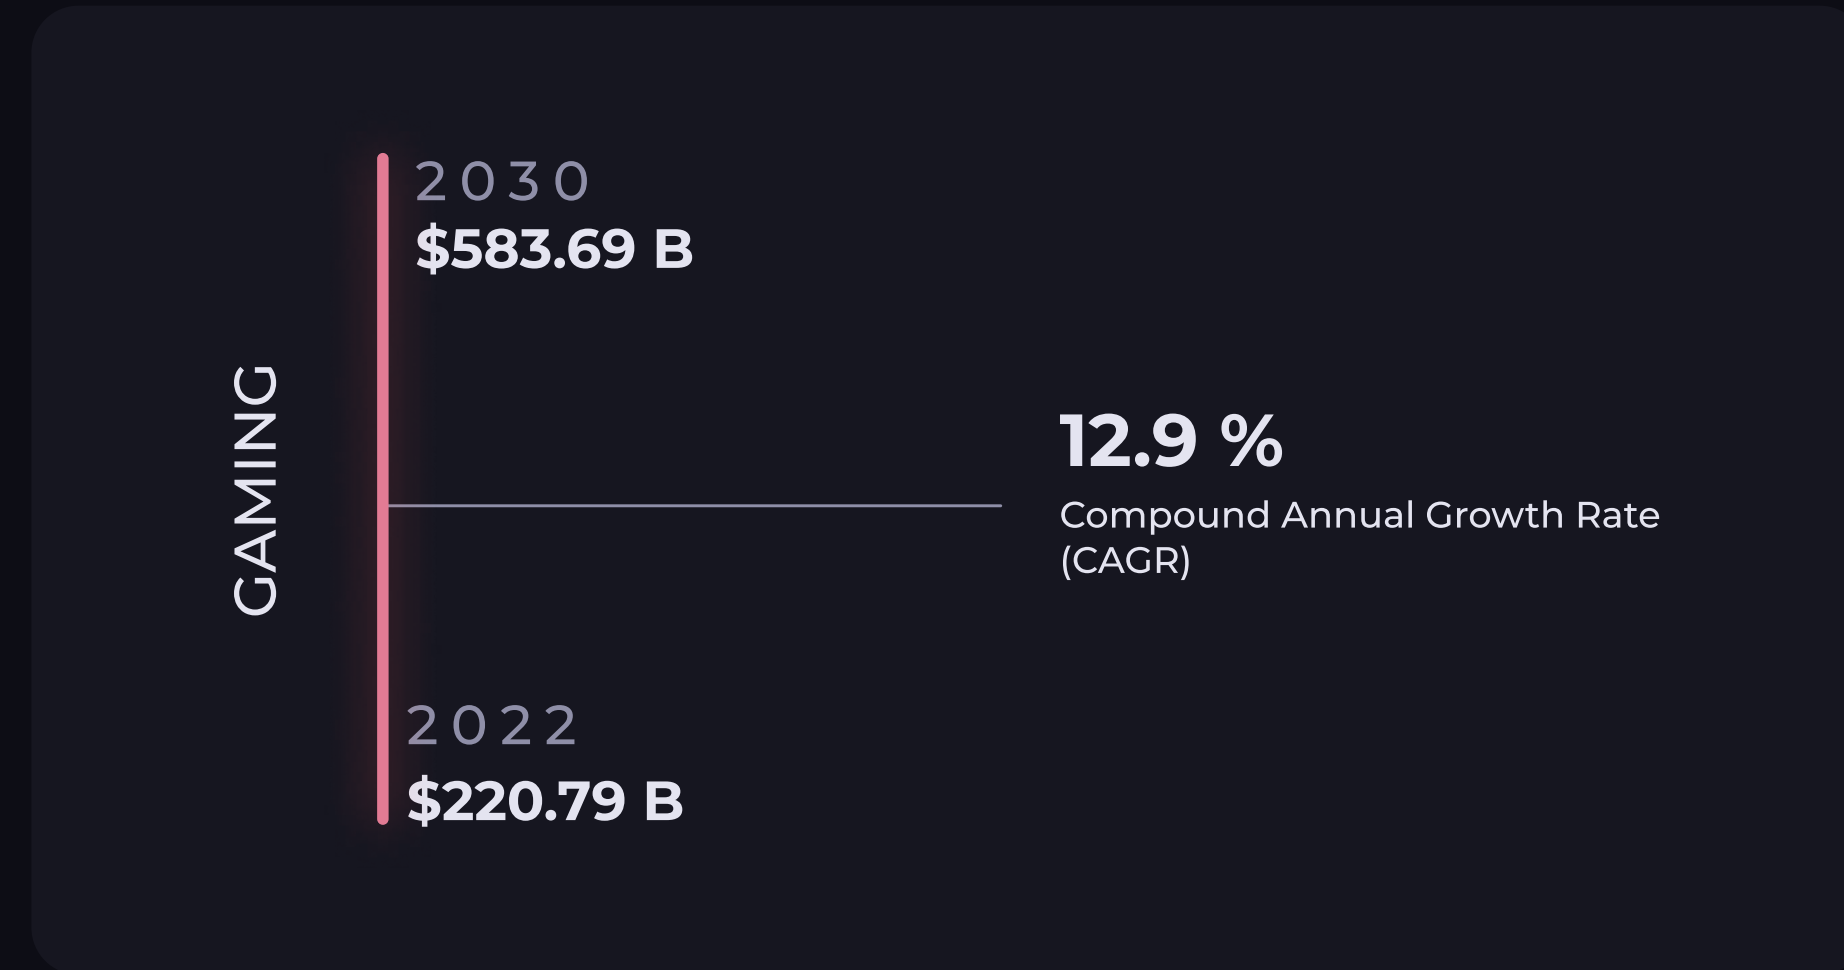 GAMING
2030
$583.69 B
12.9 %
Compound Annual Growth Rate
(CAGR)
2022
$220.79 B